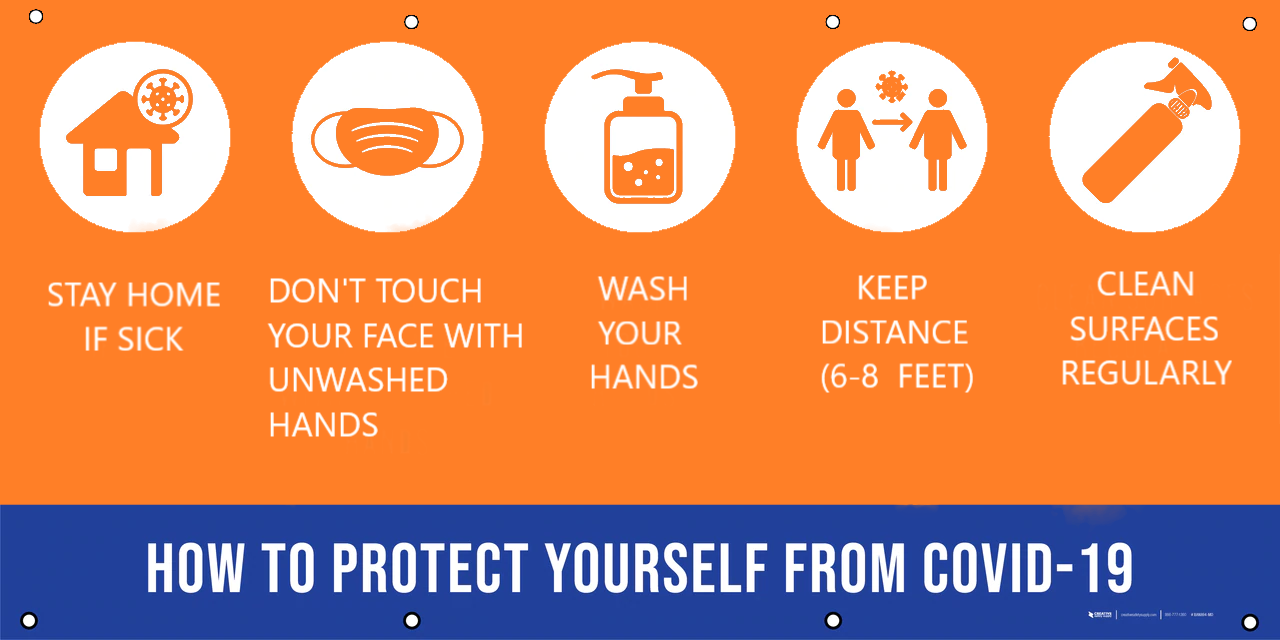 STAY HOME
IF SICK
DON'T TOUCH
YOUR FACE WITH
UNWASHED
HANDS
WASH
YOUR
HANDS
KEEP
DISTANCE
(6-8 FEET)
CLEAN
SURFACES
REGULARLY
HOW TO PROTECT YOURSELF FROM COVID-19
CREATIVE